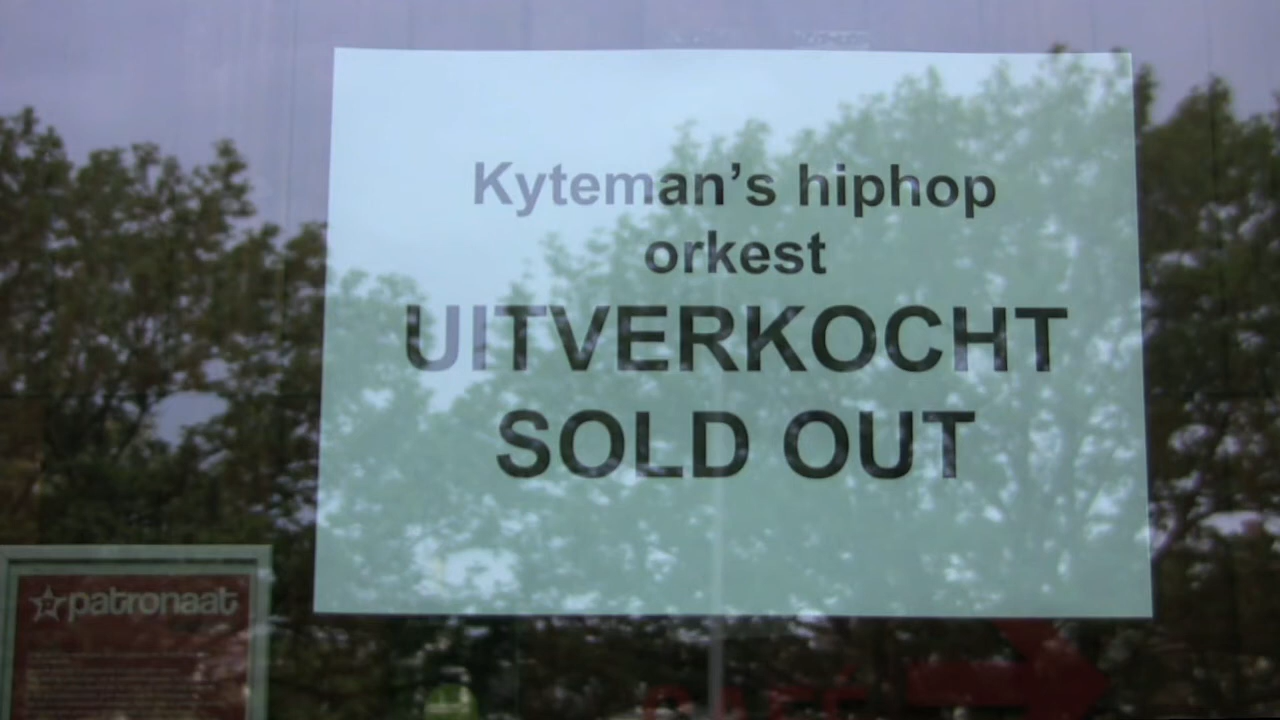 Kyteman's hiphop
orkest
UITVERKOCHT
SOLD OUT
patronaat